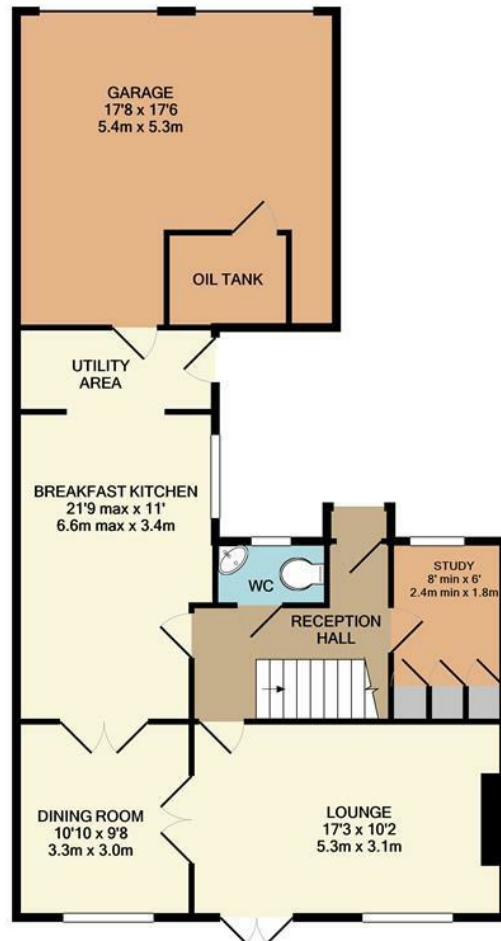 GARAGE
17'8 x 17'6
5.4m x 5.3m
OIL TANK
UTILITY
AREA
BREAKFAST KITCHEN
21'9 max x 11'
6.6m max x 3.4m
WC
STUDY
8' min x 6'
2.4m min x 1.8m
RECEPTION
HALL
DINING ROOM
10'10 x 9'8
3.3m x 3.0m
LOUNGE
17'3 x 10'2
5.3m x 3.1m